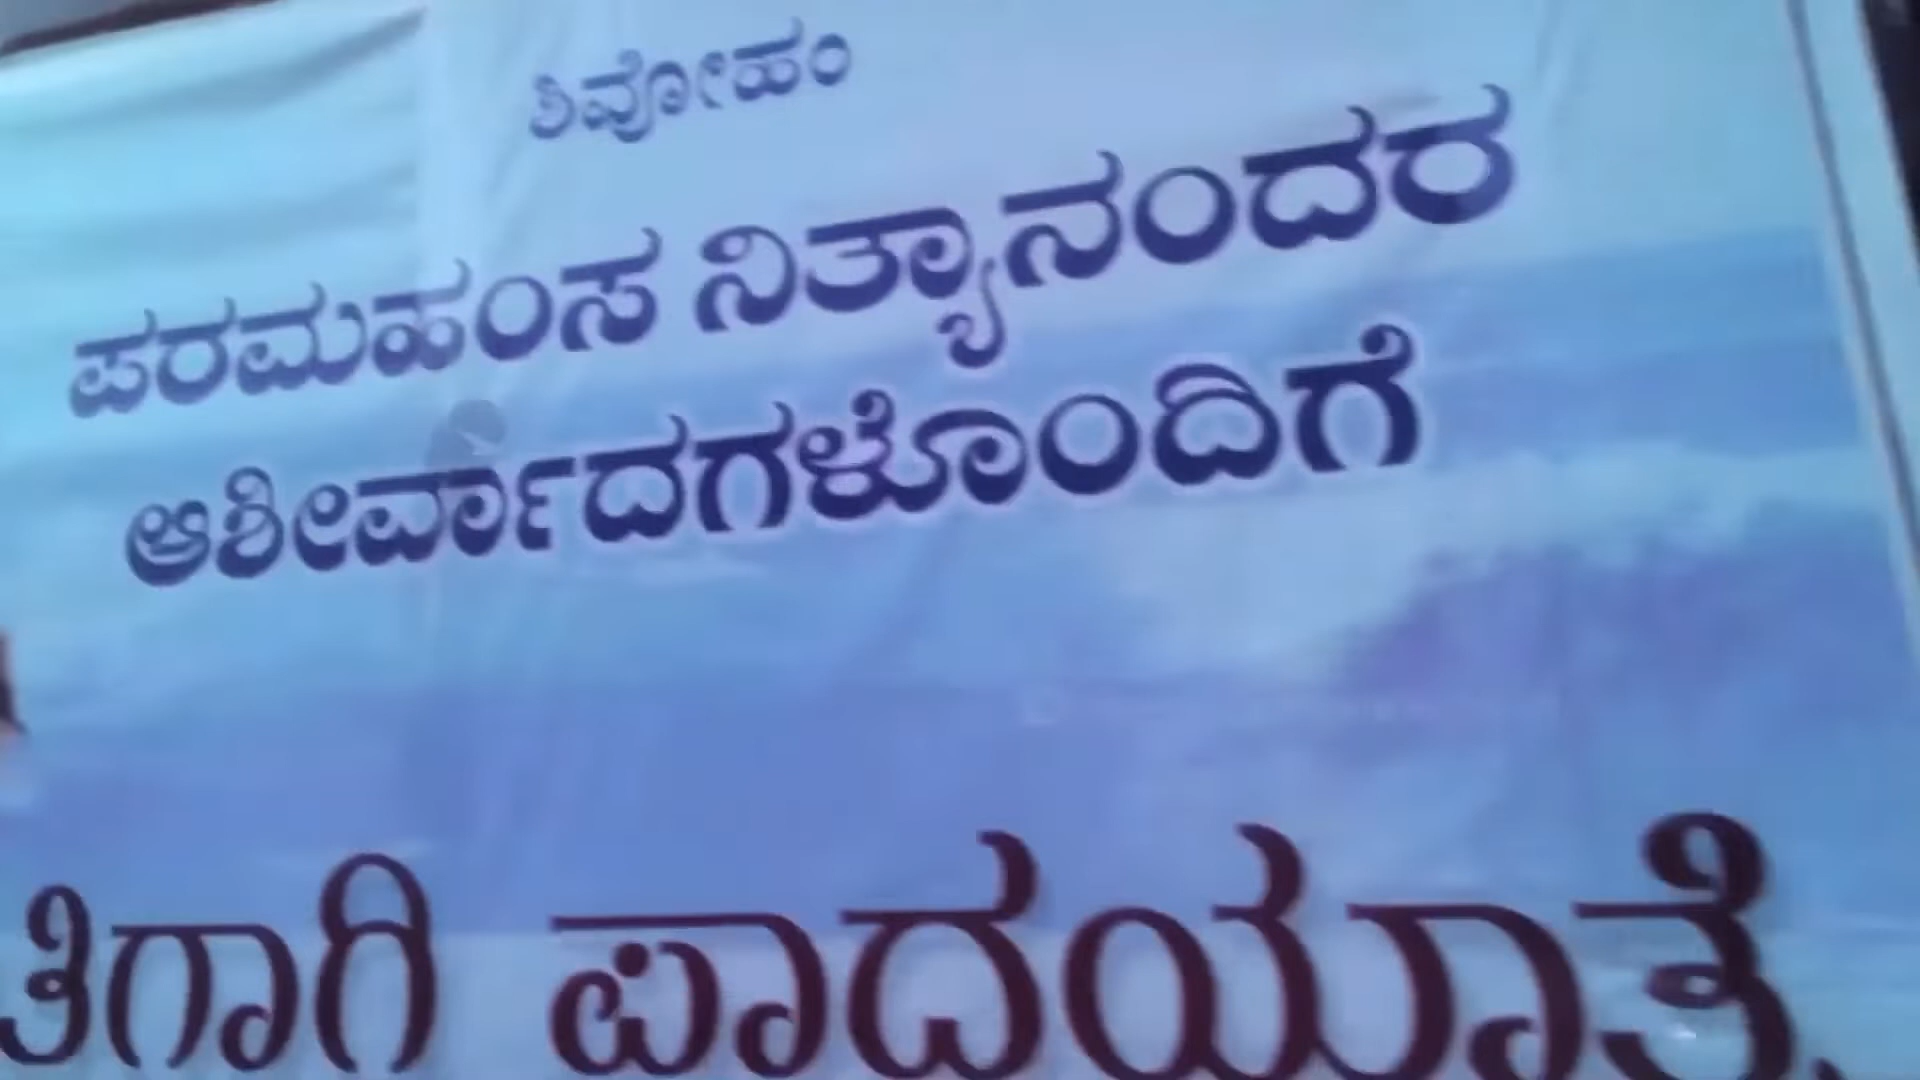 ಶಿವೋಹಂ
ಪರಮಹಂಸ ನಿತ್ಯಾನಂದರ
ಆಶೀರ್ವಾದಗಳೊಂದಿಗೆ
ಪಾದಯಾತ್ರೆ